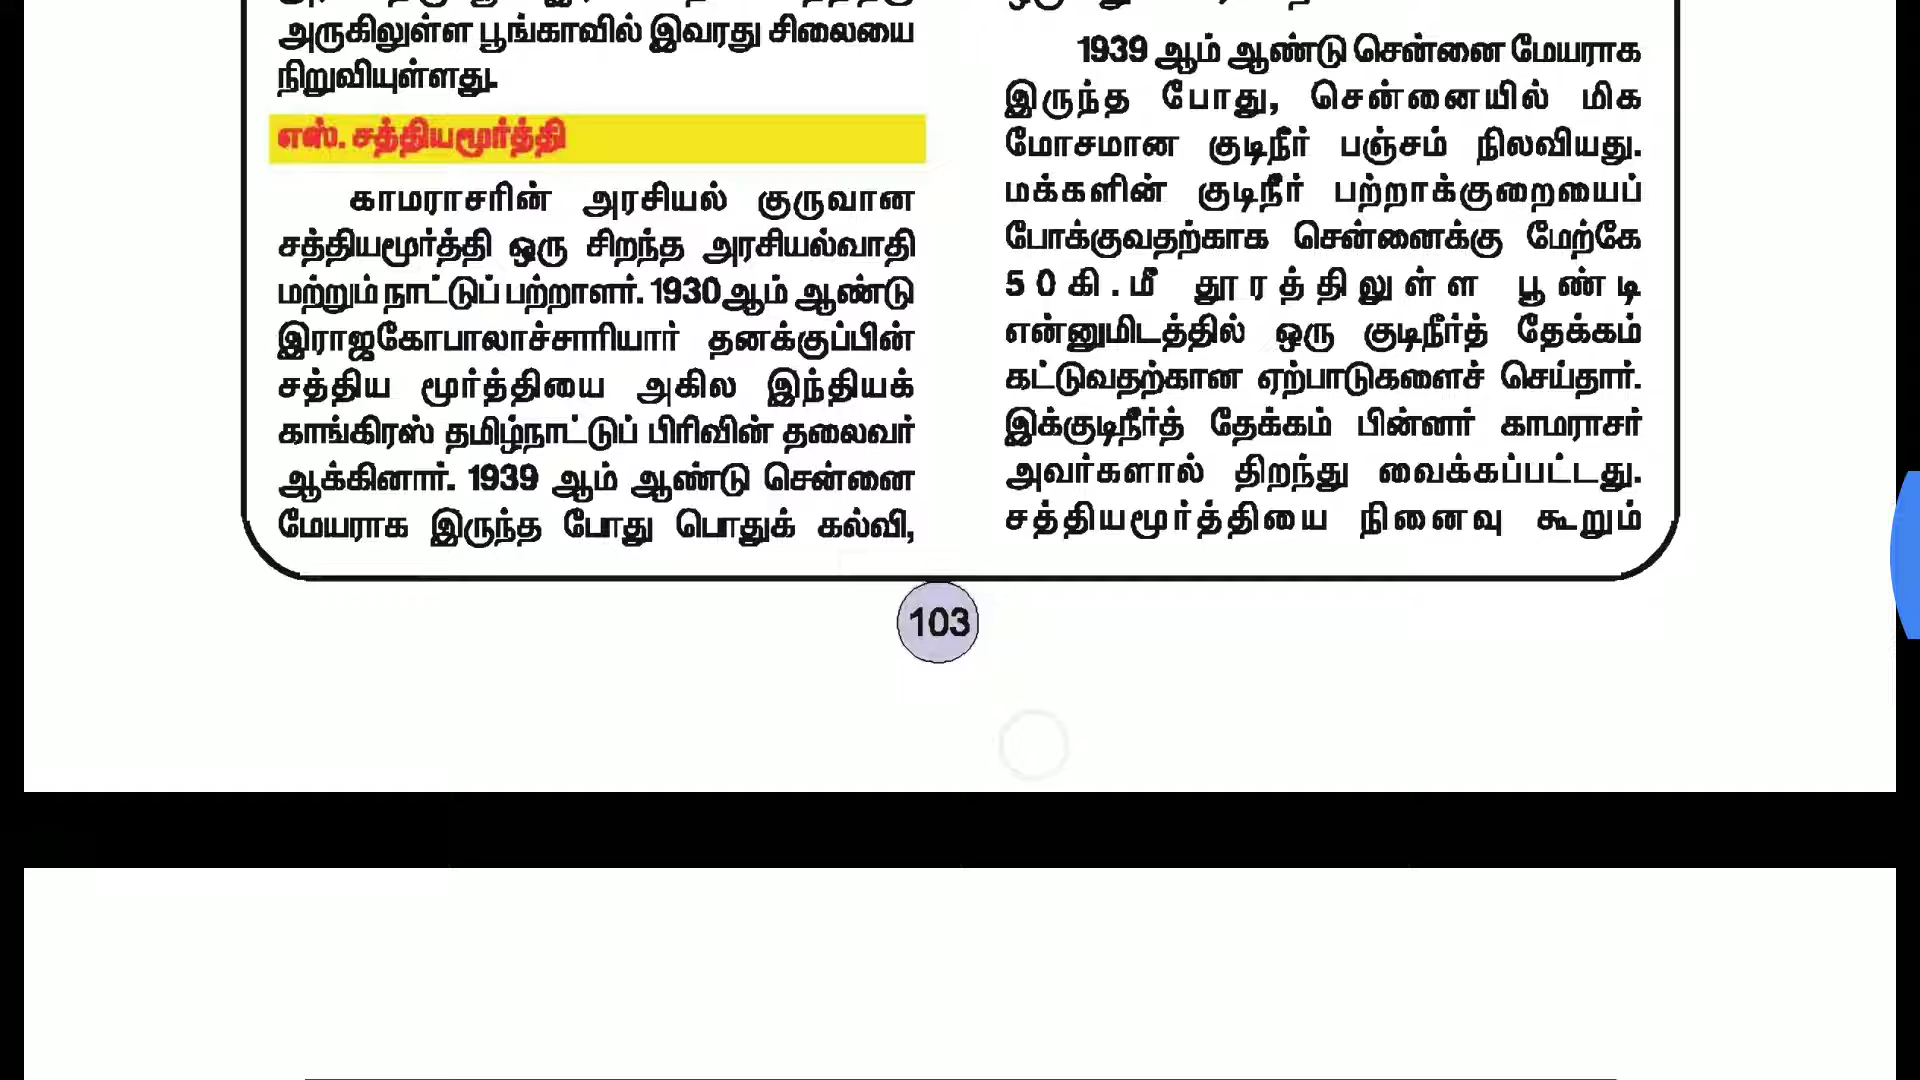 அருகிலுள்ள பூங்காவில் இவரது சிலையை
நிறுவியுள்ளது.
எஸ். சத்தியமூர்த்தி
காமராசரின் அரசியல் குருவான
சத்தியமூர்த்தி ஒரு சிறந்த அரசியல்வாதி
மற்றும் நாட்டுப் பற்றாளர். 1930ஆம் ஆண்டு
இராஜகோபாலாச்சாரியார் தனக்குப்பின்
சத்திய மூர்த்தியை அகில இந்தியக்
காங்கிரஸ் தமிழ்நாட்டுப் பிரிவின் தலைவர்
ஆக்கினார். 1939 ஆம் ஆண்டு சென்னை
மேயராக இருந்த போது பொதுக் கல்வி,
1939 ஆம் ஆண்டு சென்னை மேயராக
இருந்த போது, சென்னையில் மிக
மோசமான குடிநீர் பஞ்சம் நிலவியது.
மக்களின் குடிநீர் பற்றாக்குறையைப்
போக்குவதற்காக சென்னைக்கு மேற்கே
50கி.மீ தூரத்திலுள்ள பூண்டி
என்னுமிடத்தில் ஒரு குடிநீர்த் தேக்கம்
கட்டுவதற்கான ஏற்பாடுகளைச் செய்தார்.
இக்குடிநீர்த் தேக்கம் பின்னர் காமராசர்
அவர்களால் திறந்து வைக்கப்பட்டது.
சத்தியமூர்த்தியை நினைவு கூறும்
103